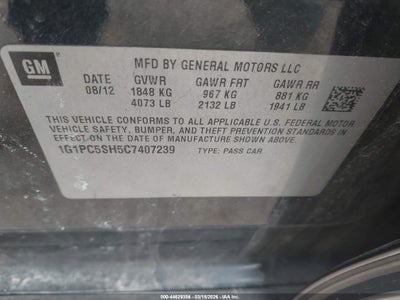 GM
MFD BY GENERAL MOTORS LLC
DATE GVWR GAWR FRT GAWR RR
08/12 1848 KG 967 KG 881 KG
4073 LB 2132 LB 1941 LB
THIS VEHICLE CONFORMS TO ALL APPLICABLE U.S. FEDERAL MOTOR
VEHICLE SAFETY, BUMPER, AND THEFT PREVENTION STANDARDS
IN EFFECT ON THE DATE OF MANUFACTURE SHOWN ABOVE.
1G1PC5SH5C7407239 TYPE: PASS CAR
000-44629384 - 03/18/2026 - IAA Inc.